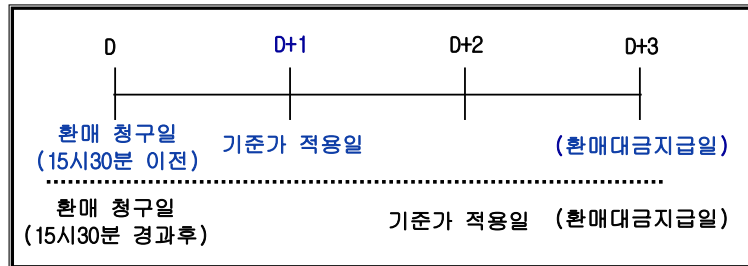 D D+1 D+2 D+3
환매 청구일
(15시30분 이전) 기준가 적용일 (환매대금지급일)
환매 청구일
(15시30분 경과후) 기준가 적용일 (환매대금지급일)